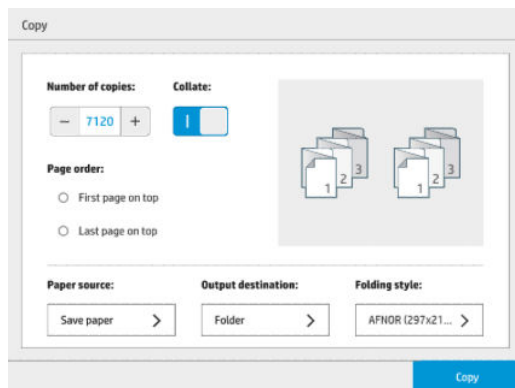 Copy
Number of copies: Collate:
− 7120 +
1 2 3 1 2 3
Page order:
First page on top
Last page on top
Paper source: Output destination: Folding style:
Save paper Folder AFNOR (297x21...
Copy